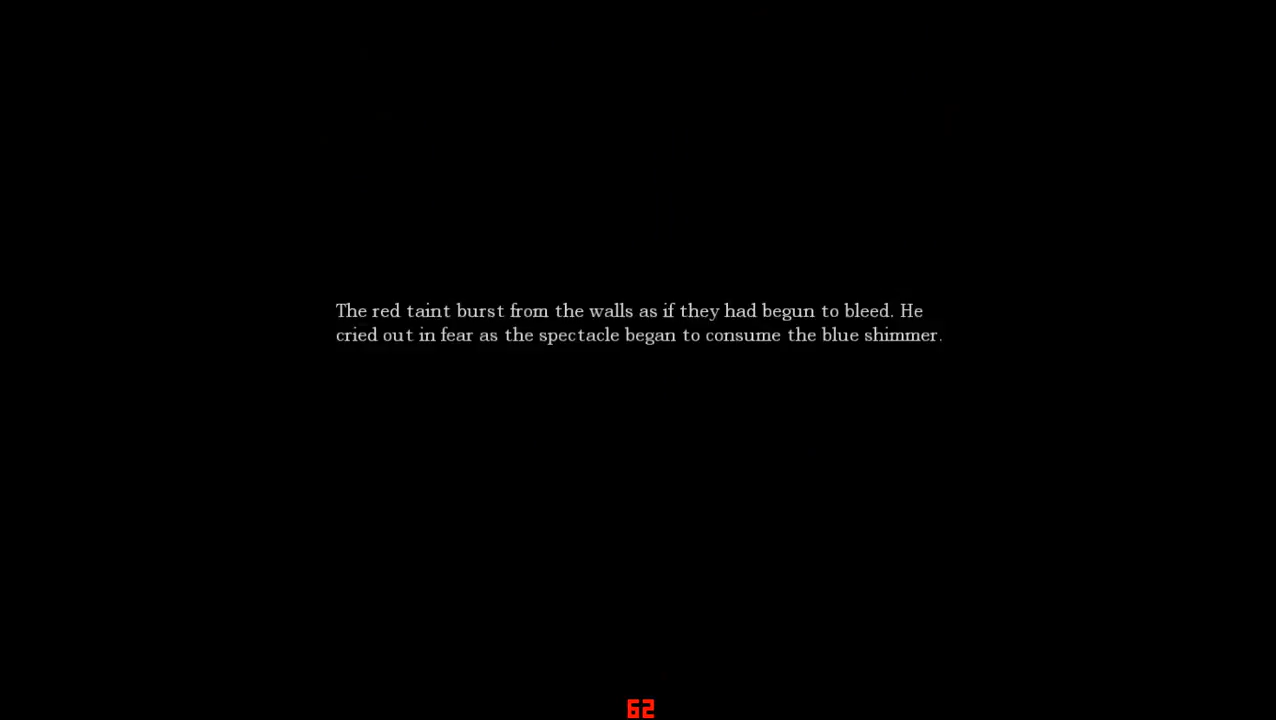 The red taint burst from the walls as if they had begun to bleed. He
cried out in fear as the spectacle began to consume the blue shimmer.
62